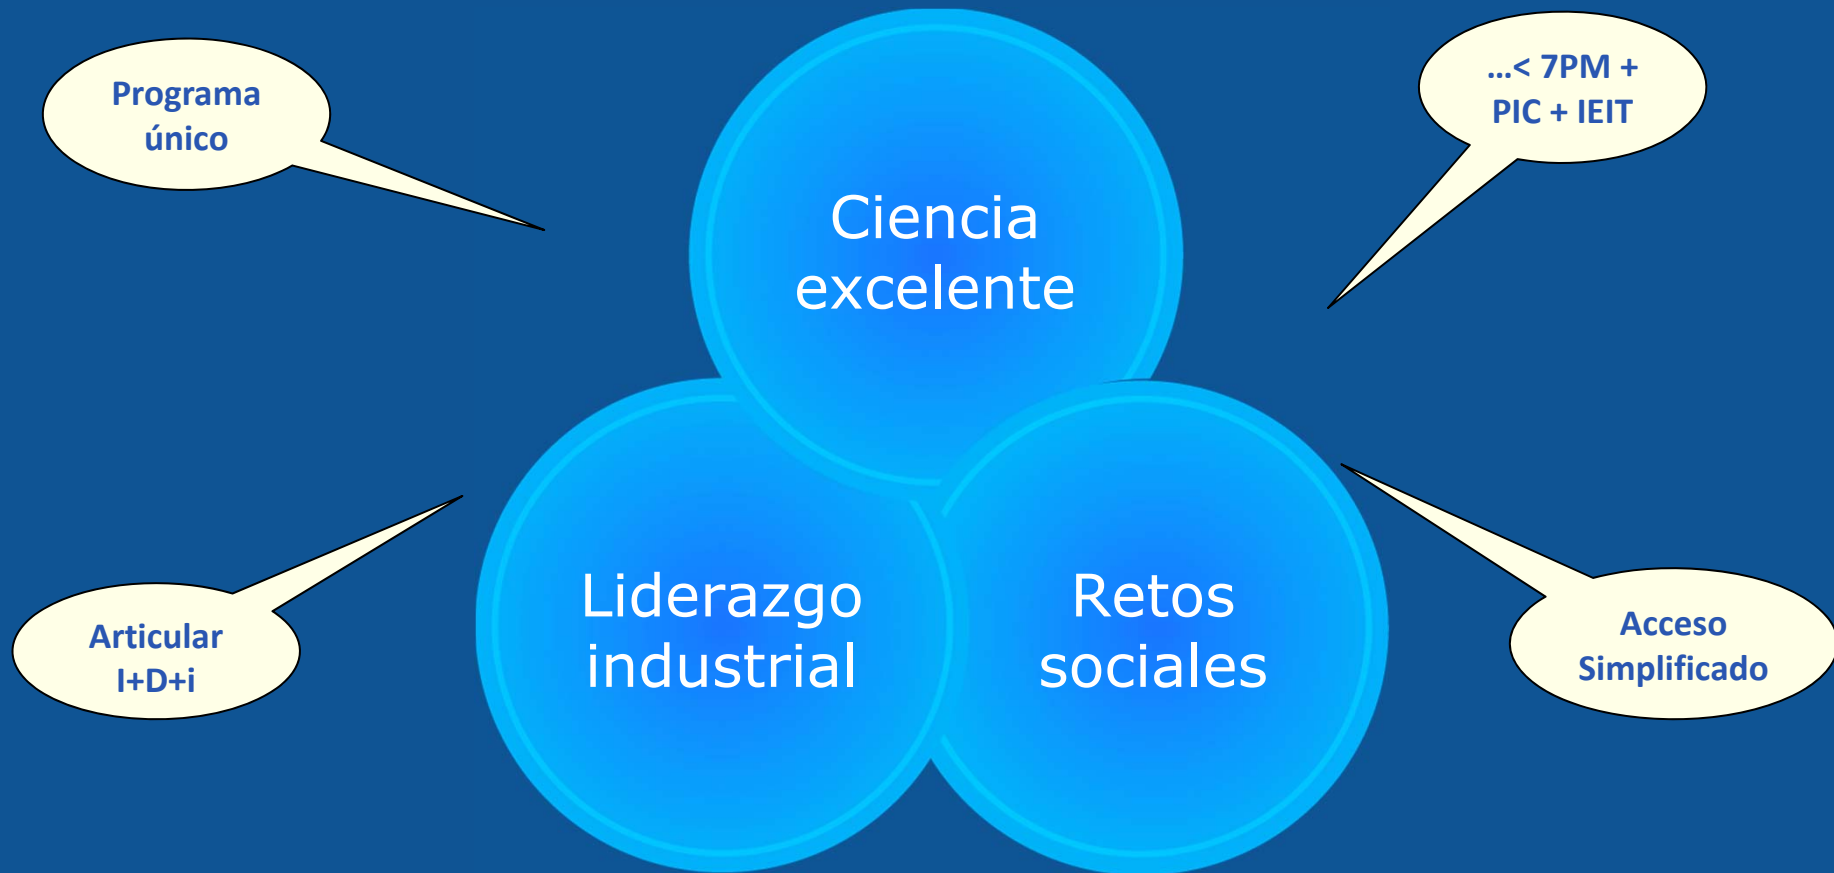 Programa
único
…< 7PM +
PIC + IEIT
Ciencia
excelente
Liderazgo
industrial
Retos
sociales
Articular
I+D+i
Acceso
Simplificado